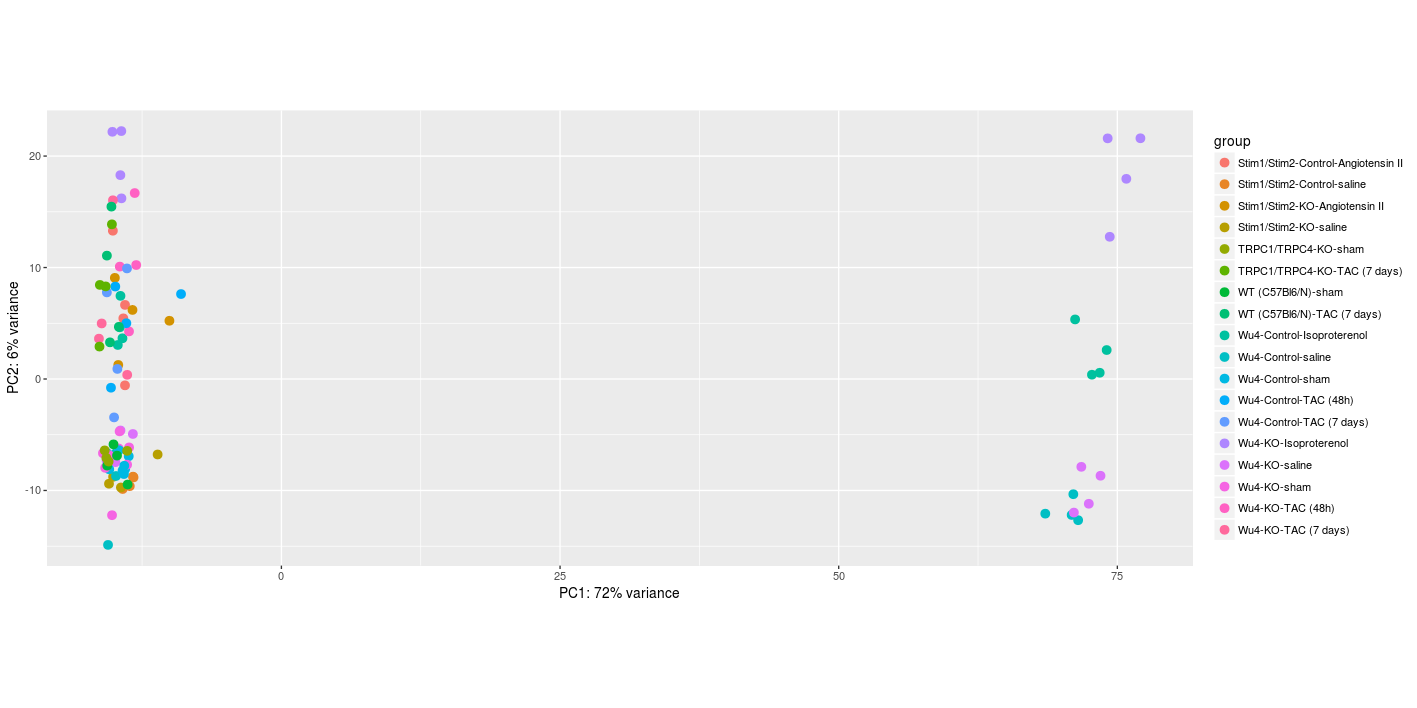 group
Stim1/Stim2-Control-Angiotensin II
Stim1/Stim2-Control-saline
Stim1/Stim2-KO-Angiotensin II
Stim1/Stim2-KO-saline
TRPC1/TRPC4-KO-sham
TRPC1/TRPC4-KO-TAC (7 days)
WT (C57Bl6/N)-sham
WT (C57Bl6/N)-TAC (7 days)
Wu4-Control-Isoproterenol
Wu4-Control-saline
Wu4-Control-sham
Wu4-Control-TAC (48h)
Wu4-Control-TAC (7 days)
Wu4-KO-Isoproterenol
Wu4-KO-saline
Wu4-KO-sham
Wu4-KO-TAC (48h)
Wu4-KO-TAC (7 days)
PC2: 6% variance
20
10
0
-10
0 25 50 75
PC1: 72% variance